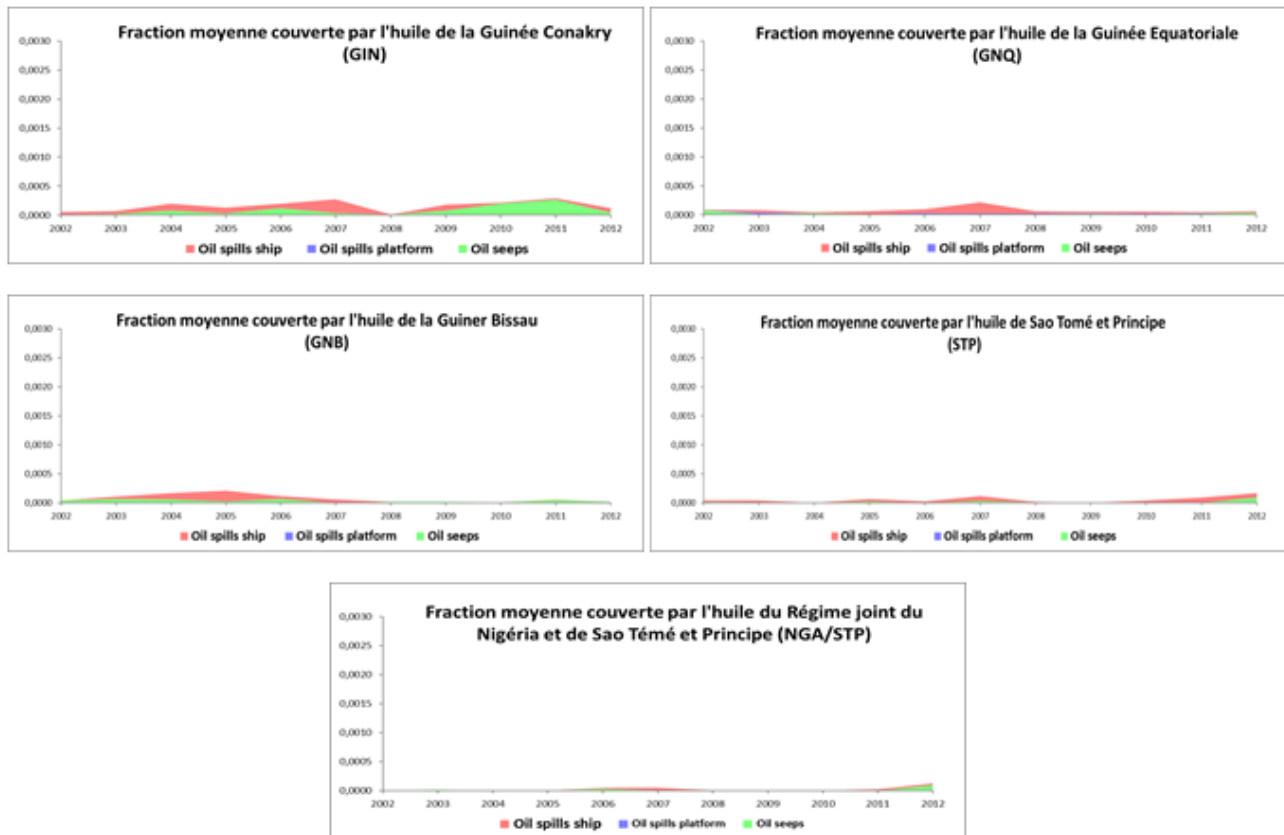 Fraction moyenne couverte par l'huile de la Guinée Conakry
(GIN)
0,0030
0,0025
0,0020
0,0015
0,0010
0,0005
0,0000
2002 2003 2004 2005 2006 2007 2008 2009 2010 2011 2012
Oil spills ship Oil spills platform Oil seeps
Fraction moyenne couverte par l'huile de la Guinée Equatoriale
(GNQ)
0,0030
0,0025
0,0020
0,0015
0,0010
0,0005
0,0000
2002 2003 2004 2005 2006 2007 2008 2009 2010 2011 2012
Oil spills ship Oil spills platform Oil seeps
Fraction moyenne couverte par l'huile de la Guiner Bissau
(GNB)
0,0030
0,0025
0,0020
0,0015
0,0010
0,0005
0,0000
2002 2003 2004 2005 2006 2007 2008 2009 2010 2011 2012
Oil spills ship Oil spills platform Oil seeps
Fraction moyenne couverte par l'huile de Sao Tomé et Principe
(STP)
0,0030
0,0025
0,0020
0,0015
0,0010
0,0005
0,0000
2002 2003 2004 2005 2006 2007 2008 2009 2010 2011 2012
Oil spills ship Oil spills platform Oil seeps
Fraction moyenne couverte par l'huile du Régime joint du
Nigéria et de Sao Témé et Principe (NGA/STP)
0,0030
0,0025
0,0020
0,0015
0,0010
0,0005
0,0000
2002 2003 2004 2005 2006 2007 2008 2009 2010 2011 2012
Oil spills ship Oil spills platform Oil seeps